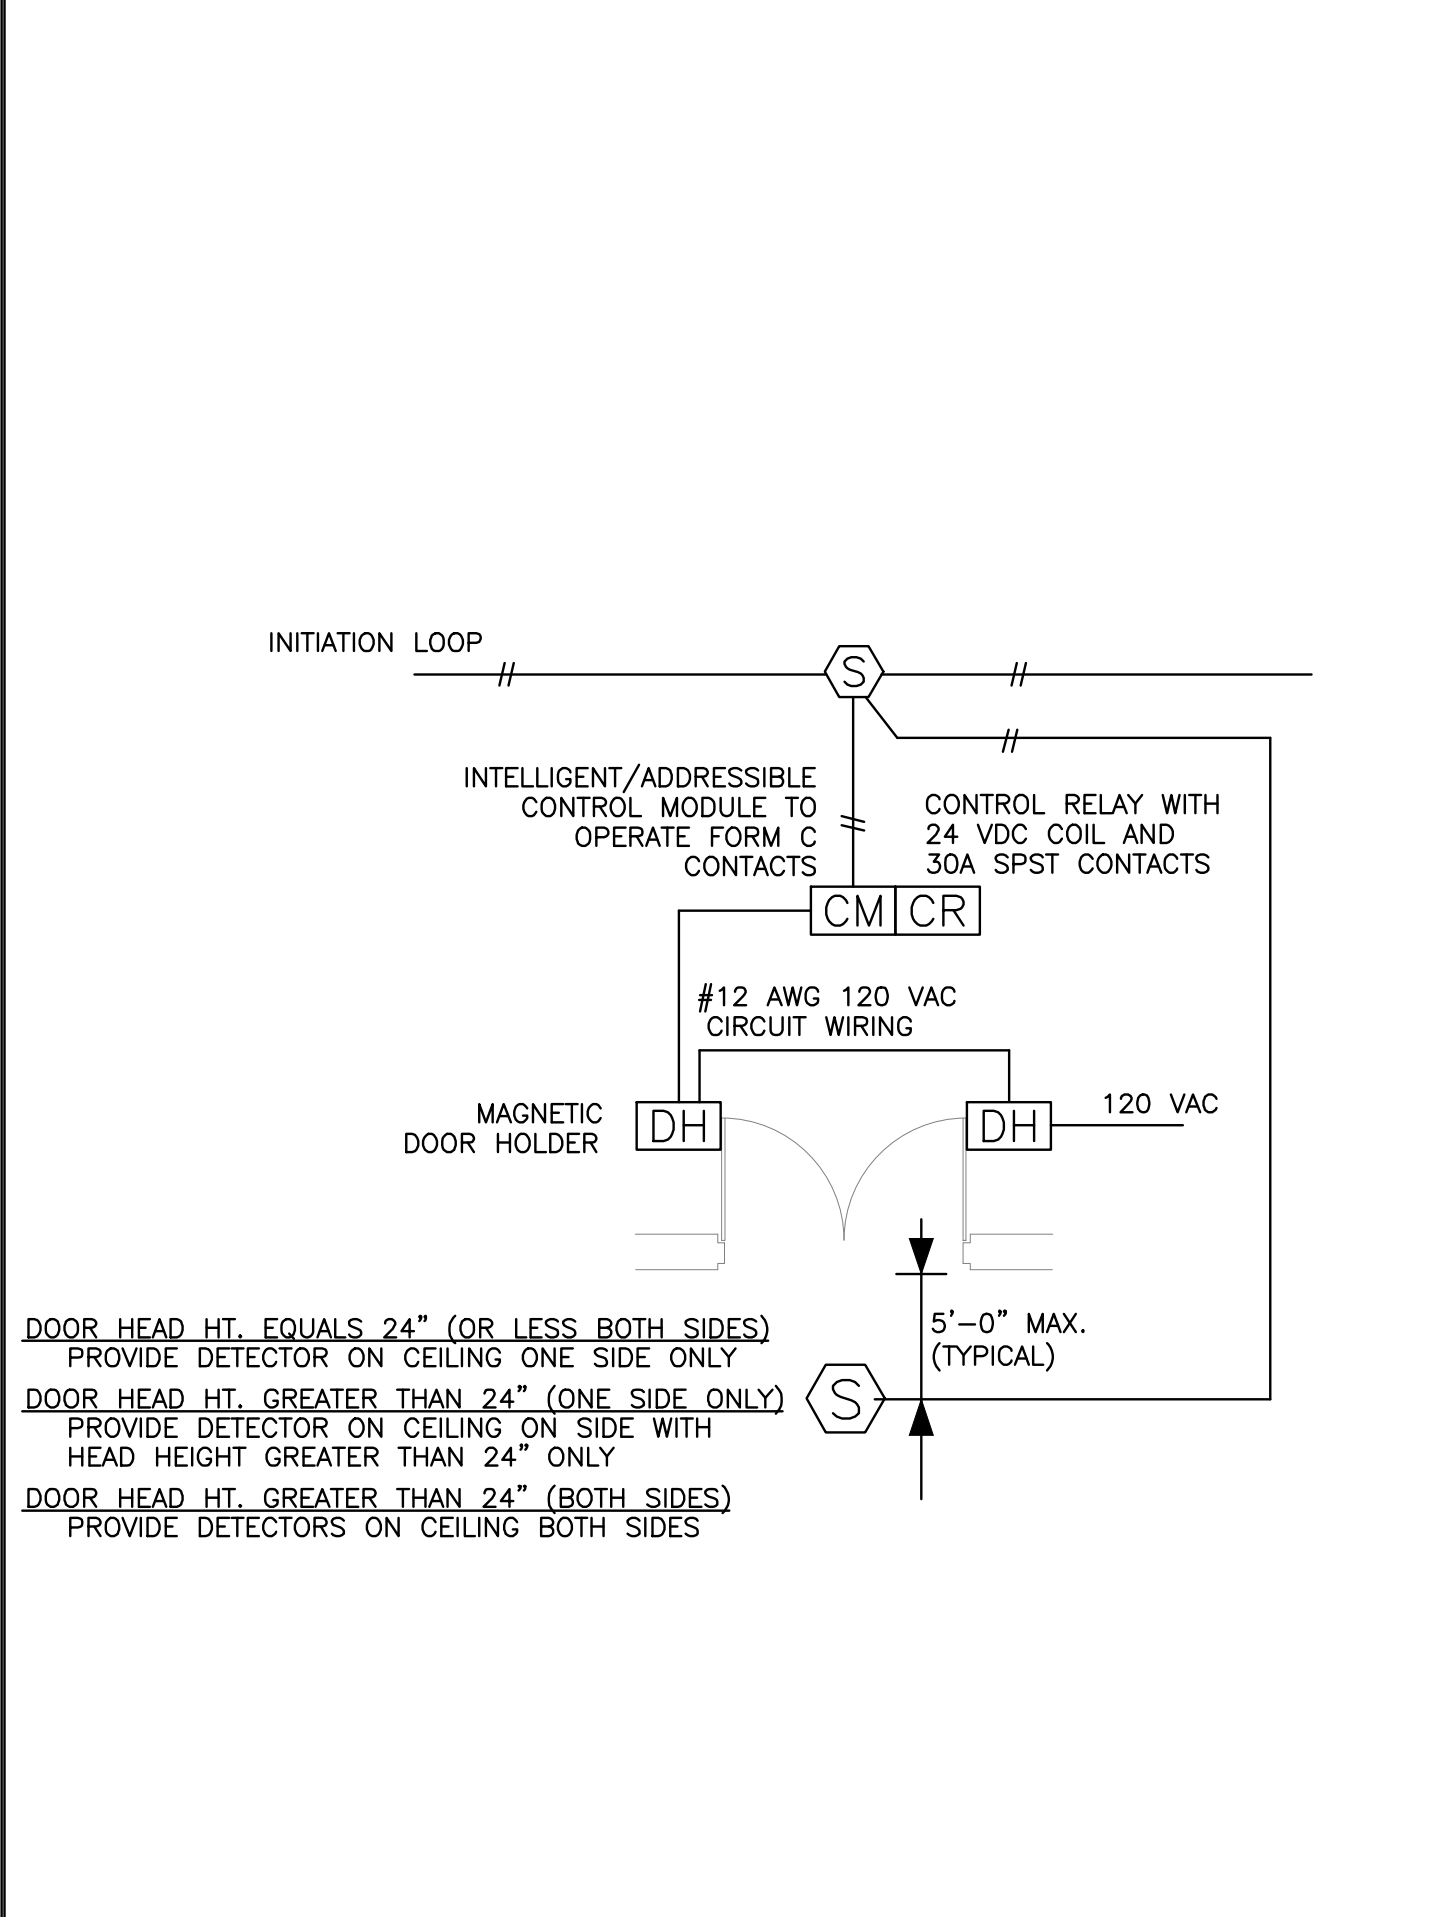 INITIATION LOOP
S
INTELLIGENT/ADDRESSIBLE
CONTROL MODULE TO
OPERATE FORM C
CONTACTS
CONTROL RELAY WITH
24 VDC COIL AND
30A SPST CONTACTS
CM CR
#12 AWG 120 VAC
CIRCUIT WIRING
MAGNETIC
DOOR HOLDER
DH
DH
120 VAC
5'-0" MAX.
(TYPICAL)
S
DOOR HEAD HT. EQUALS 24" (OR LESS BOTH SIDES)
PROVIDE DETECTOR ON CEILING ONE SIDE ONLY
DOOR HEAD HT. GREATER THAN 24" (ONE SIDE ONLY)
PROVIDE DETECTOR ON CEILING ON SIDE WITH
HEAD HEIGHT GREATER THAN 24" ONLY
DOOR HEAD HT. GREATER THAN 24" (BOTH SIDES)
PROVIDE DETECTORS ON CEILING BOTH SIDES